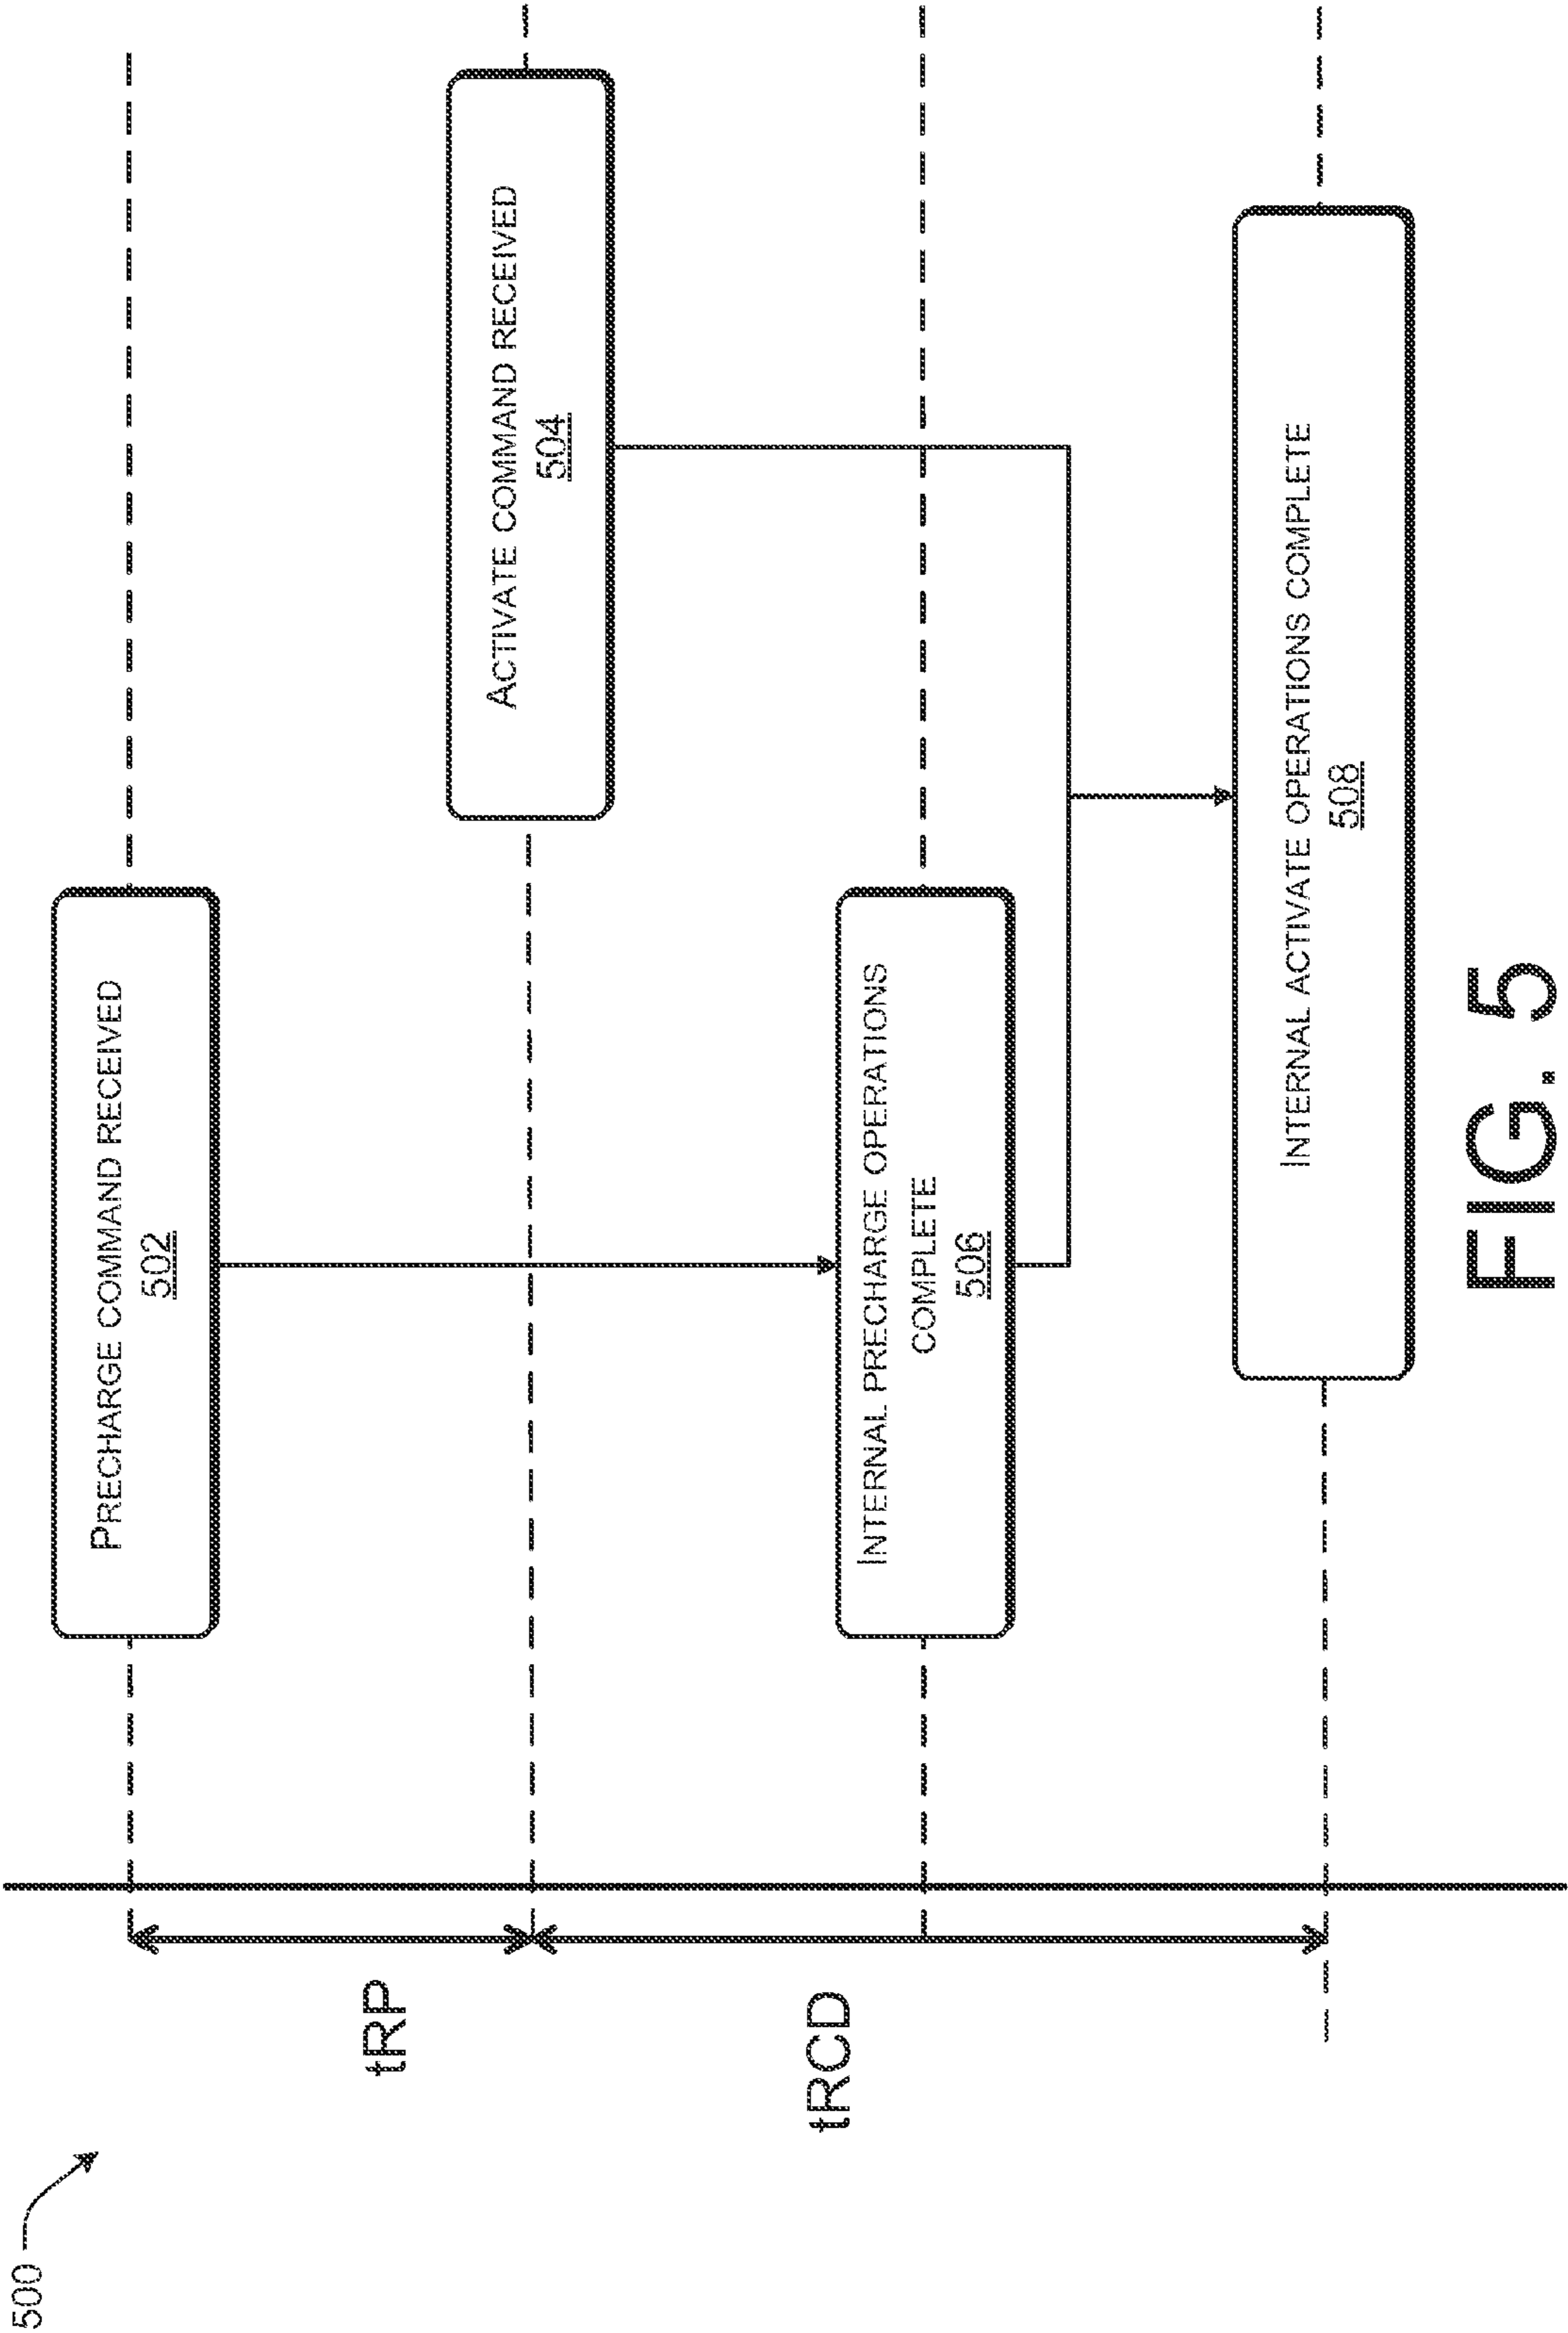 500
tRP
tRCD
PRECHARGE COMMAND RECEIVED
502
ACTIVATE COMMAND RECEIVED
504
INTERNAL PRECHARGE OPERATIONS
COMPLETE
506
INTERNAL ACTIVATE OPERATIONS COMPLETE
508
FIG. 5